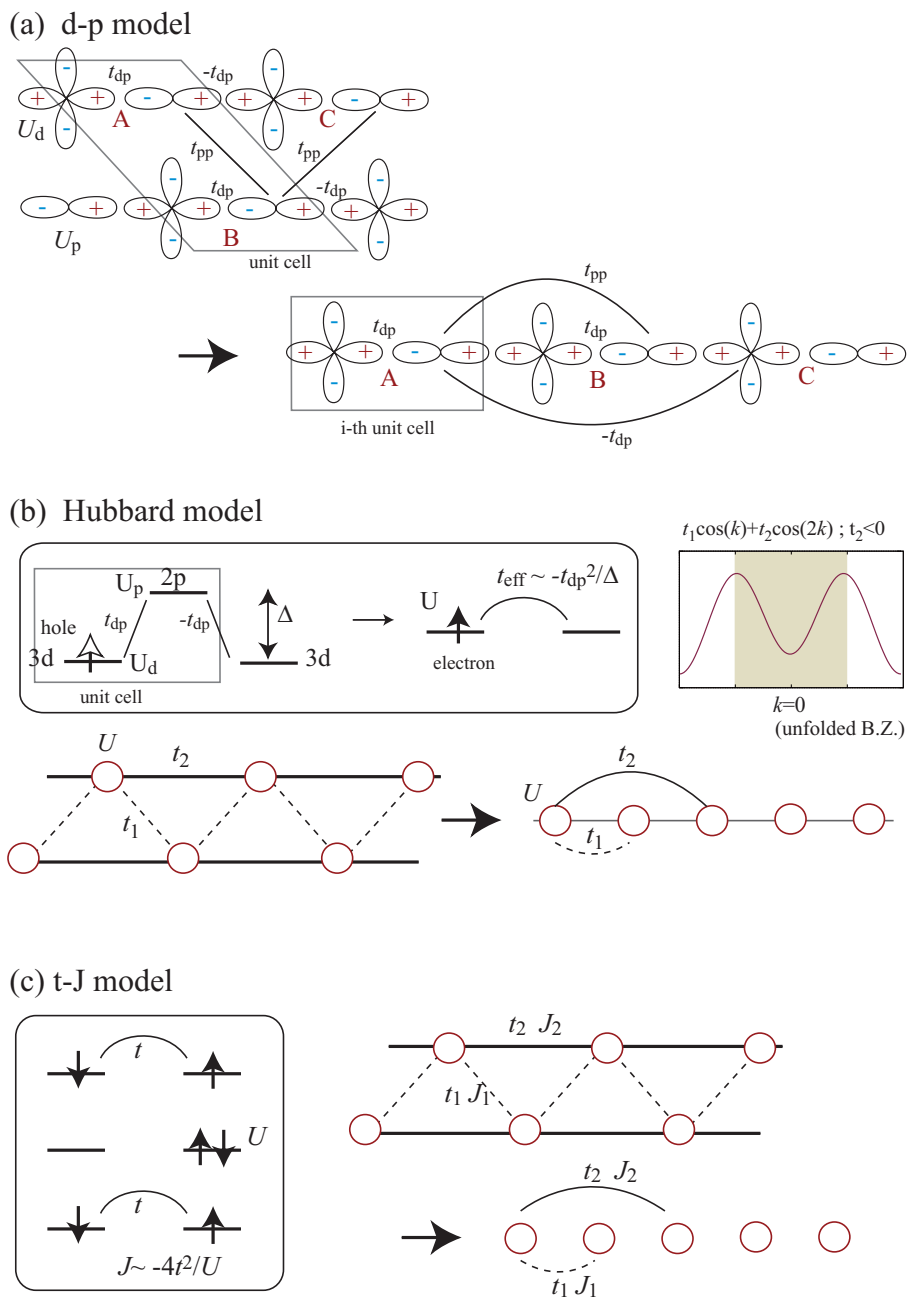 (a) d-p model
- t_dp -t_dp -
+ + - + + + - +
U_d A C
- -
t_pp t_pp
- t_dp -t_dp -
- + + + - + + +
U_p - B -
unit cell
t_pp
- t_dp - t_dp -
+ + - + + + - + + + - +
A B C
- - -
i-th unit cell
-t_dp
(b) Hubbard model
t_1cos(k)+t_2cos(2k) ; t_2<0
U_p 2p
t_eff ~ -t_dp^2/Δ
hole t_dp -t_dp Δ U
3d U_d 3d
electron
unit cell
k=0
(unfolded B.Z.)
U t_2
t_1
t_2
U
t_1
(c) t-J model
t
U
t
J~ -4t^2/U
t_2 J_2
t_1 J_1
t_2 J_2
t_1 J_1